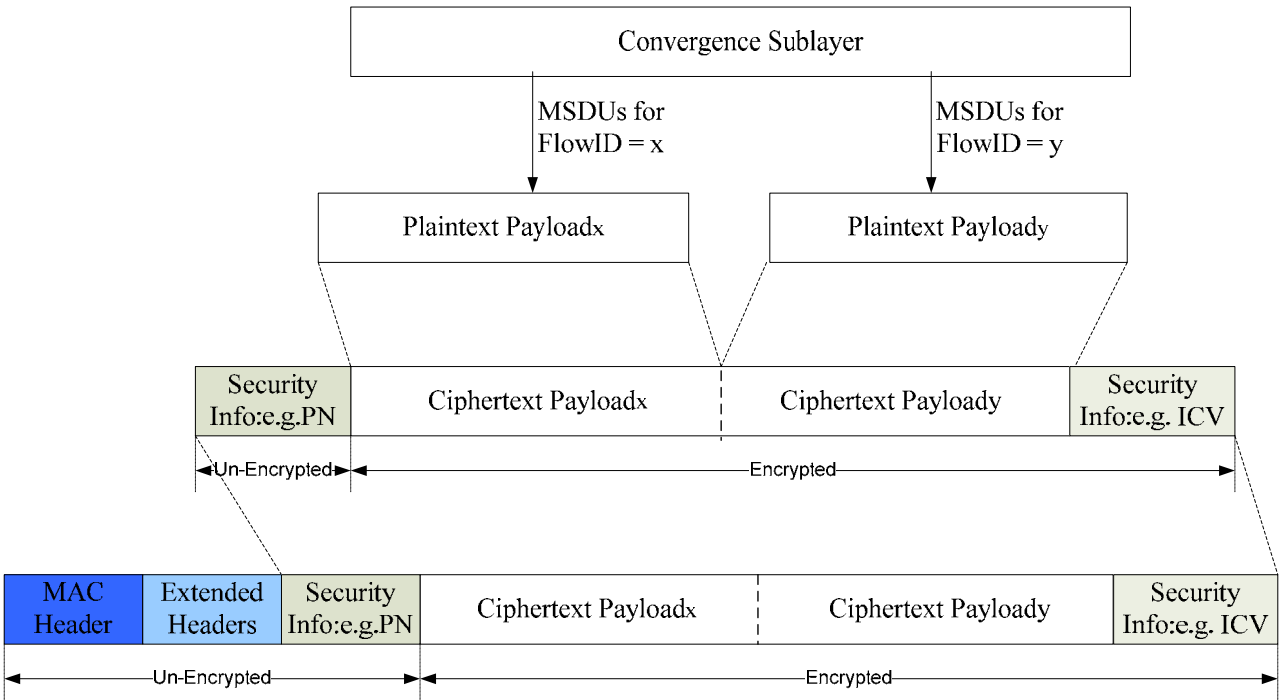 Convergence Sublayer
MSDUs for
FlowID = x
MSDUs for
FlowID = y
Plaintext Payloadx
Plaintext Payloady
Security
Info:e.g.PN
Ciphertext Payloadx
Ciphertext Payloady
Security
Info:e.g. ICV
Un-Encrypted
Encrypted
MAC
Header
Extended
Headers
Security
Info:e.g.PN
Ciphertext Payloadx
Ciphertext Payloady
Security
Info:e.g. ICV
Un-Encrypted
Encrypted